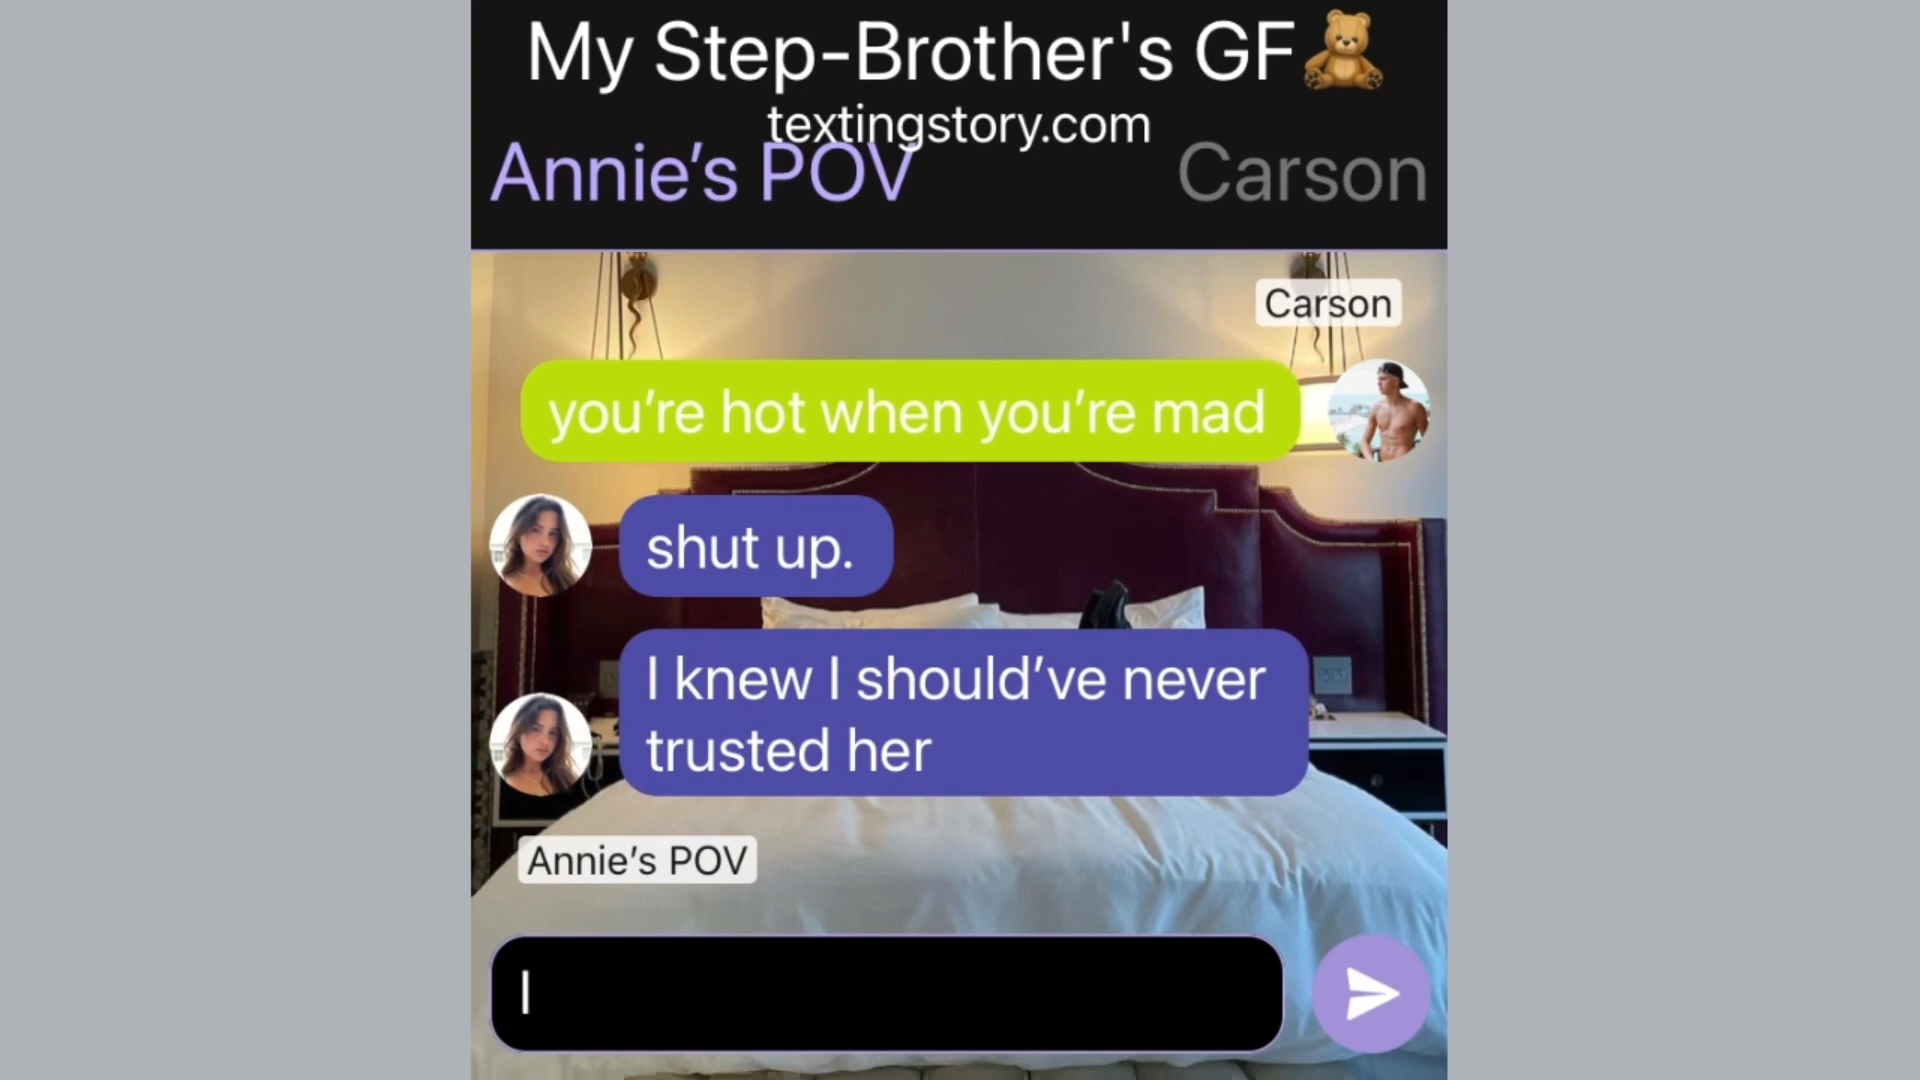 My Step-Brother's GF🧸
textingstory.com
Annie’s POV
Carson
Carson
you’re hot when you’re mad
shut up.
I knew I should’ve never
trusted her
Annie’s POV